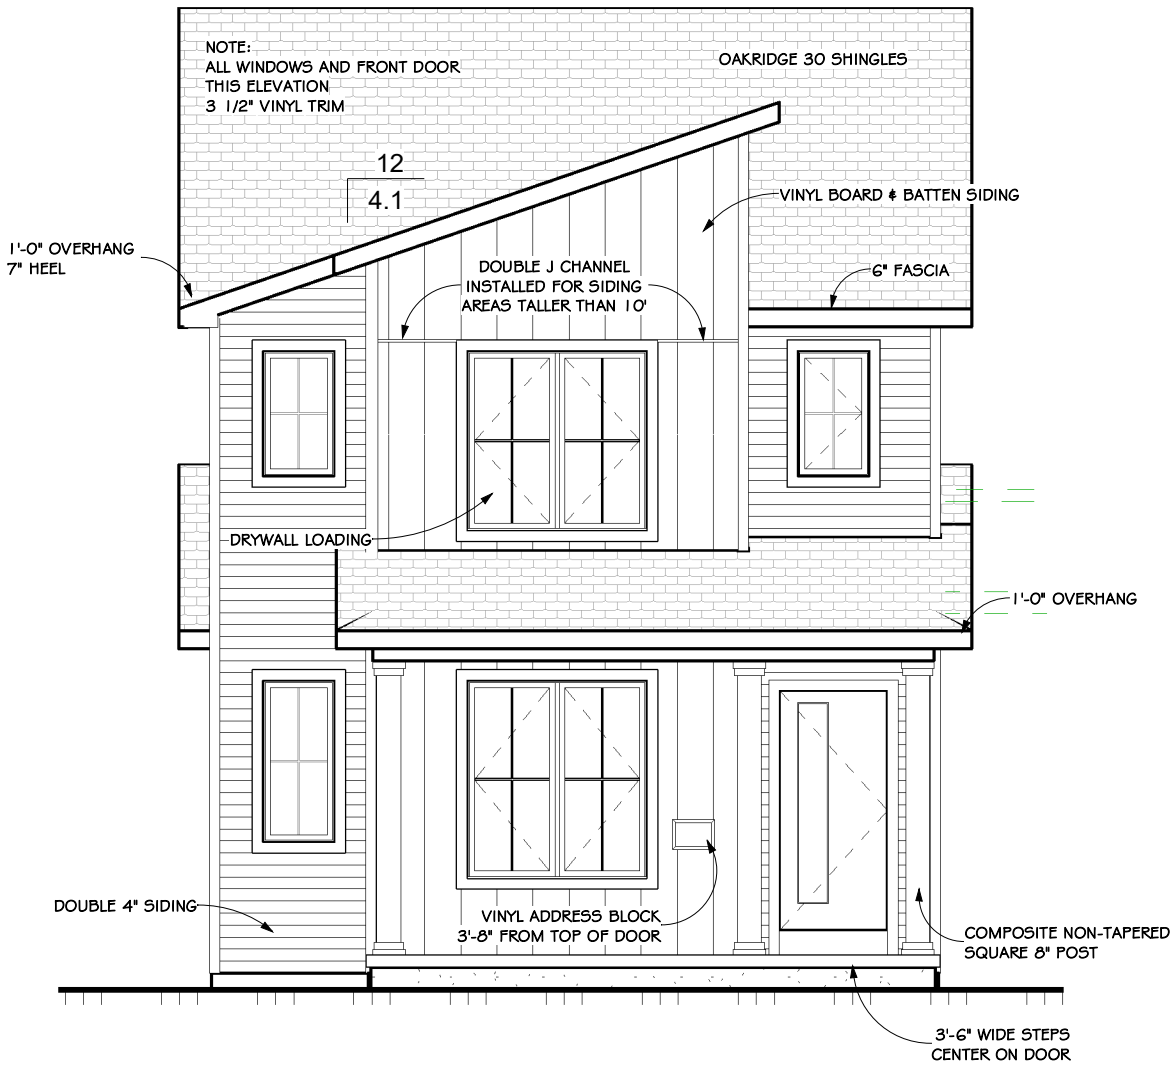 NOTE:
ALL WINDOWS AND FRONT DOOR
THIS ELEVATION
3 1/2" VINYL TRIM
OAKRIDGE 30 SHINGLES
12
4.1
VINYL BOARD & BATTEN SIDING
1'-0" OVERHANG
7" HEEL
DOUBLE J CHANNEL
INSTALLED FOR SIDING
AREAS TALLER THAN 10'
6" FASCIA
DRYWALL LOADING
1'-0" OVERHANG
DOUBLE 4" SIDING
VINYL ADDRESS BLOCK
3'-8" FROM TOP OF DOOR
COMPOSITE NON-TAPERED
SQUARE 8" POST
3'-6" WIDE STEPS
CENTER ON DOOR